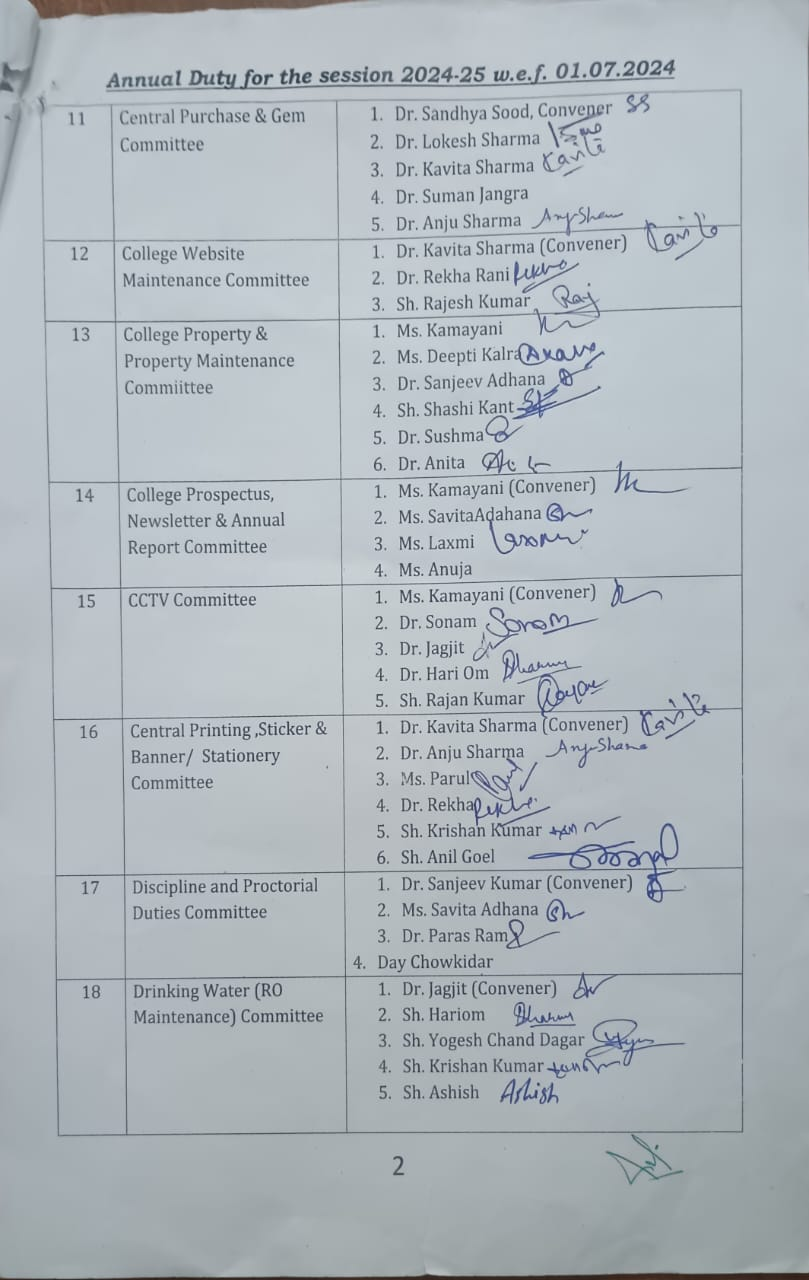 Annual Duty for the session 2024-25 w.e.f. 01.07.2024
11 Central Purchase & Gem
Committee
1. Dr. Sandhya Sood, Convener SS
2. Dr. Lokesh Sharma
3. Dr. Kavita Sharma Kavita
4. Dr. Suman Jangra
5. Dr. Anju Sharma
12 College Website
Maintenance Committee
1. Dr. Kavita Sharma (Convener) Kavita
2. Dr. Rekha Rani Rekha
3. Sh. Rajesh Kumar Raj
13 College Property &
Property Maintenance
Commiittee
1. Ms. Kamayani
2. Ms. Deepti Kalra
3. Dr. Sanjeev Adhana
4. Sh. Shashi Kant
5. Dr. Sushma
6. Dr. Anita
14 College Prospectus,
Newsletter & Annual
Report Committee
1. Ms. Kamayani (Convener)
2. Ms. SavitaAdahana
3. Ms. Laxmi
4. Ms. Anuja
15 CCTV Committee
1. Ms. Kamayani (Convener)
2. Dr. Sonam Sonam
3. Dr. Jagjit
4. Dr. Hari Om
5. Sh. Rajan Kumar
16 Central Printing ,Sticker &
Banner/ Stationery
Committee
1. Dr. Kavita Sharma (Convener) Kavita
2. Dr. Anju Sharma
3. Ms. Parul
4. Dr. Rekha Rekha
5. Sh. Krishan Kumar
6. Sh. Anil Goel
17 Discipline and Proctorial
Duties Committee
1. Dr. Sanjeev Kumar (Convener)
2. Ms. Savita Adhana
3. Dr. Paras Ram
4. Day Chowkidar
18 Drinking Water (RO
Maintenance) Committee
1. Dr. Jagjit (Convener)
2. Sh. Hariom
3. Sh. Yogesh Chand Dagar
4. Sh. Krishan Kumar
5. Sh. Ashish Ashish
2